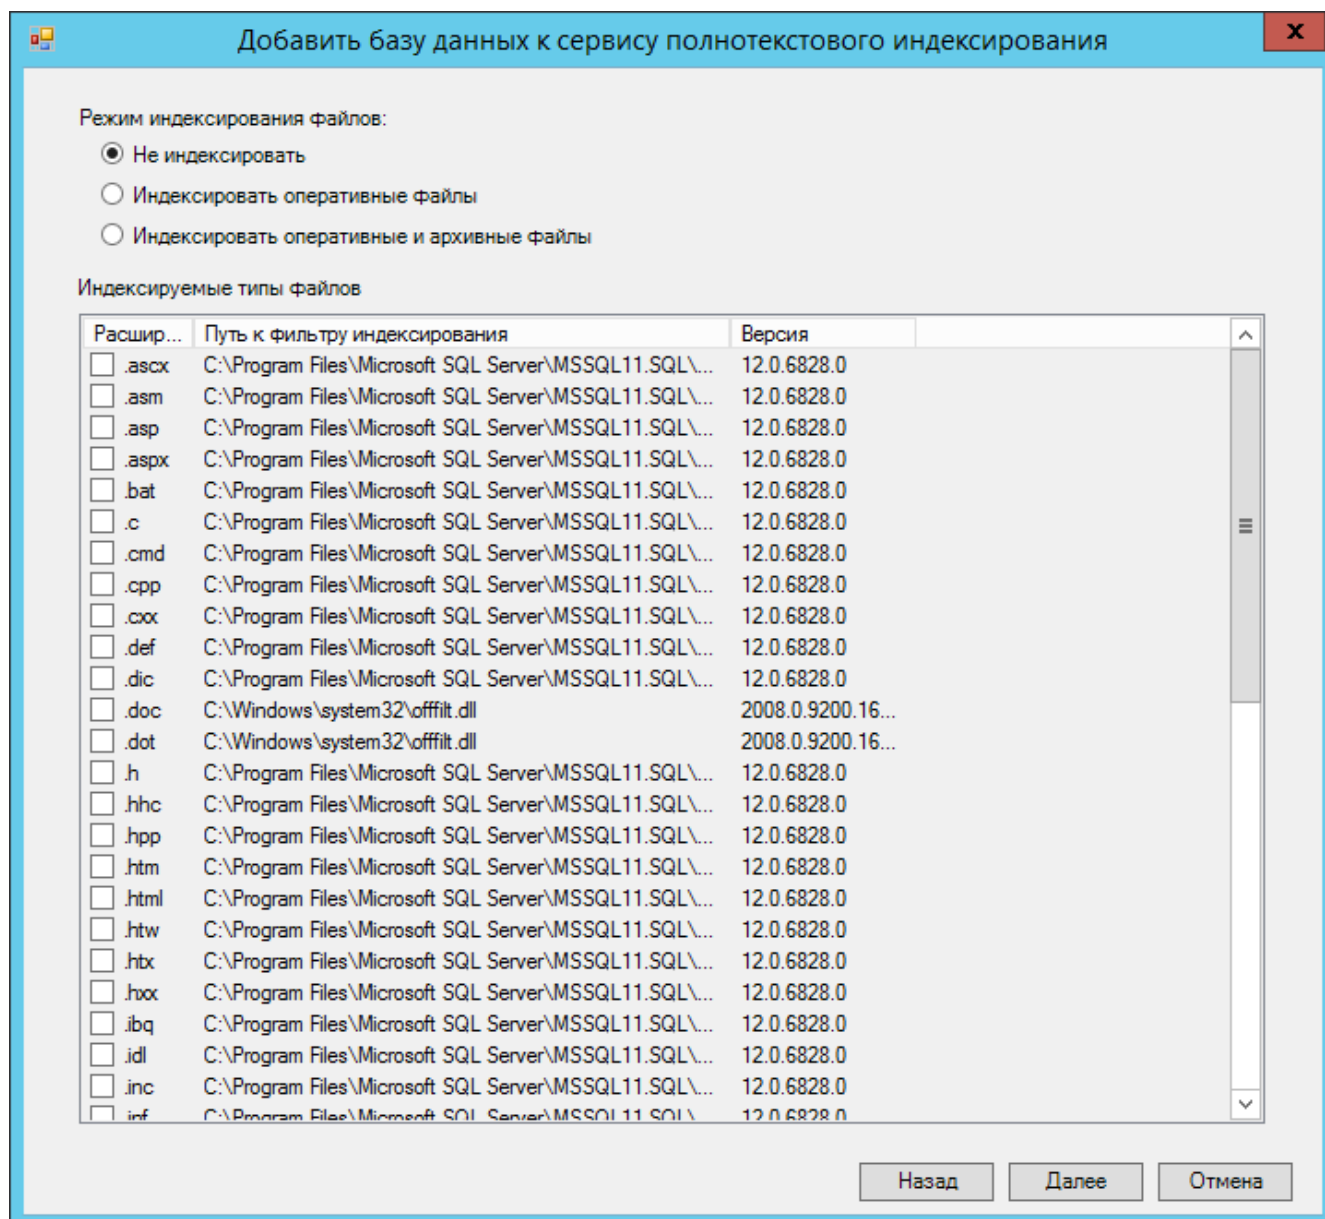 Добавить базу данных к сервису полнотекстового индексирования
Режим индексирования файлов:
Не индексировать
Индексировать оперативные файлы
Индексировать оперативные и архивные файлы
Индексируемые типы файлов
Расшир... Путь к фильтру индексирования Версия
.ascx C:\Program Files\Microsoft SQL Server\MSSQL11.SQL\... 12.0.6828.0
.asm C:\Program Files\Microsoft SQL Server\MSSQL11.SQL\... 12.0.6828.0
.asp C:\Program Files\Microsoft SQL Server\MSSQL11.SQL\... 12.0.6828.0
.aspx C:\Program Files\Microsoft SQL Server\MSSQL11.SQL\... 12.0.6828.0
.bat C:\Program Files\Microsoft SQL Server\MSSQL11.SQL\... 12.0.6828.0
.c C:\Program Files\Microsoft SQL Server\MSSQL11.SQL\... 12.0.6828.0
.cmd C:\Program Files\Microsoft SQL Server\MSSQL11.SQL\... 12.0.6828.0
.cpp C:\Program Files\Microsoft SQL Server\MSSQL11.SQL\... 12.0.6828.0
.cxx C:\Program Files\Microsoft SQL Server\MSSQL11.SQL\... 12.0.6828.0
.def C:\Program Files\Microsoft SQL Server\MSSQL11.SQL\... 12.0.6828.0
.dic C:\Program Files\Microsoft SQL Server\MSSQL11.SQL\... 12.0.6828.0
.doc C:\Windows\system32\offfilt.dll 2008.0.9200.16...
.dot C:\Windows\system32\offfilt.dll 2008.0.9200.16...
.h C:\Program Files\Microsoft SQL Server\MSSQL11.SQL\... 12.0.6828.0
.hhc C:\Program Files\Microsoft SQL Server\MSSQL11.SQL\... 12.0.6828.0
.hpp C:\Program Files\Microsoft SQL Server\MSSQL11.SQL\... 12.0.6828.0
.htm C:\Program Files\Microsoft SQL Server\MSSQL11.SQL\... 12.0.6828.0
.html C:\Program Files\Microsoft SQL Server\MSSQL11.SQL\... 12.0.6828.0
.htw C:\Program Files\Microsoft SQL Server\MSSQL11.SQL\... 12.0.6828.0
.htx C:\Program Files\Microsoft SQL Server\MSSQL11.SQL\... 12.0.6828.0
.hxx C:\Program Files\Microsoft SQL Server\MSSQL11.SQL\... 12.0.6828.0
.ibq C:\Program Files\Microsoft SQL Server\MSSQL11.SQL\... 12.0.6828.0
.idl C:\Program Files\Microsoft SQL Server\MSSQL11.SQL\... 12.0.6828.0
.inc C:\Program Files\Microsoft SQL Server\MSSQL11.SQL\... 12.0.6828.0
.inf C:\Program Files\Microsoft SQL Server\MSSQL11.SQL\ 12.0.6828.0
Назад Далее Отмена